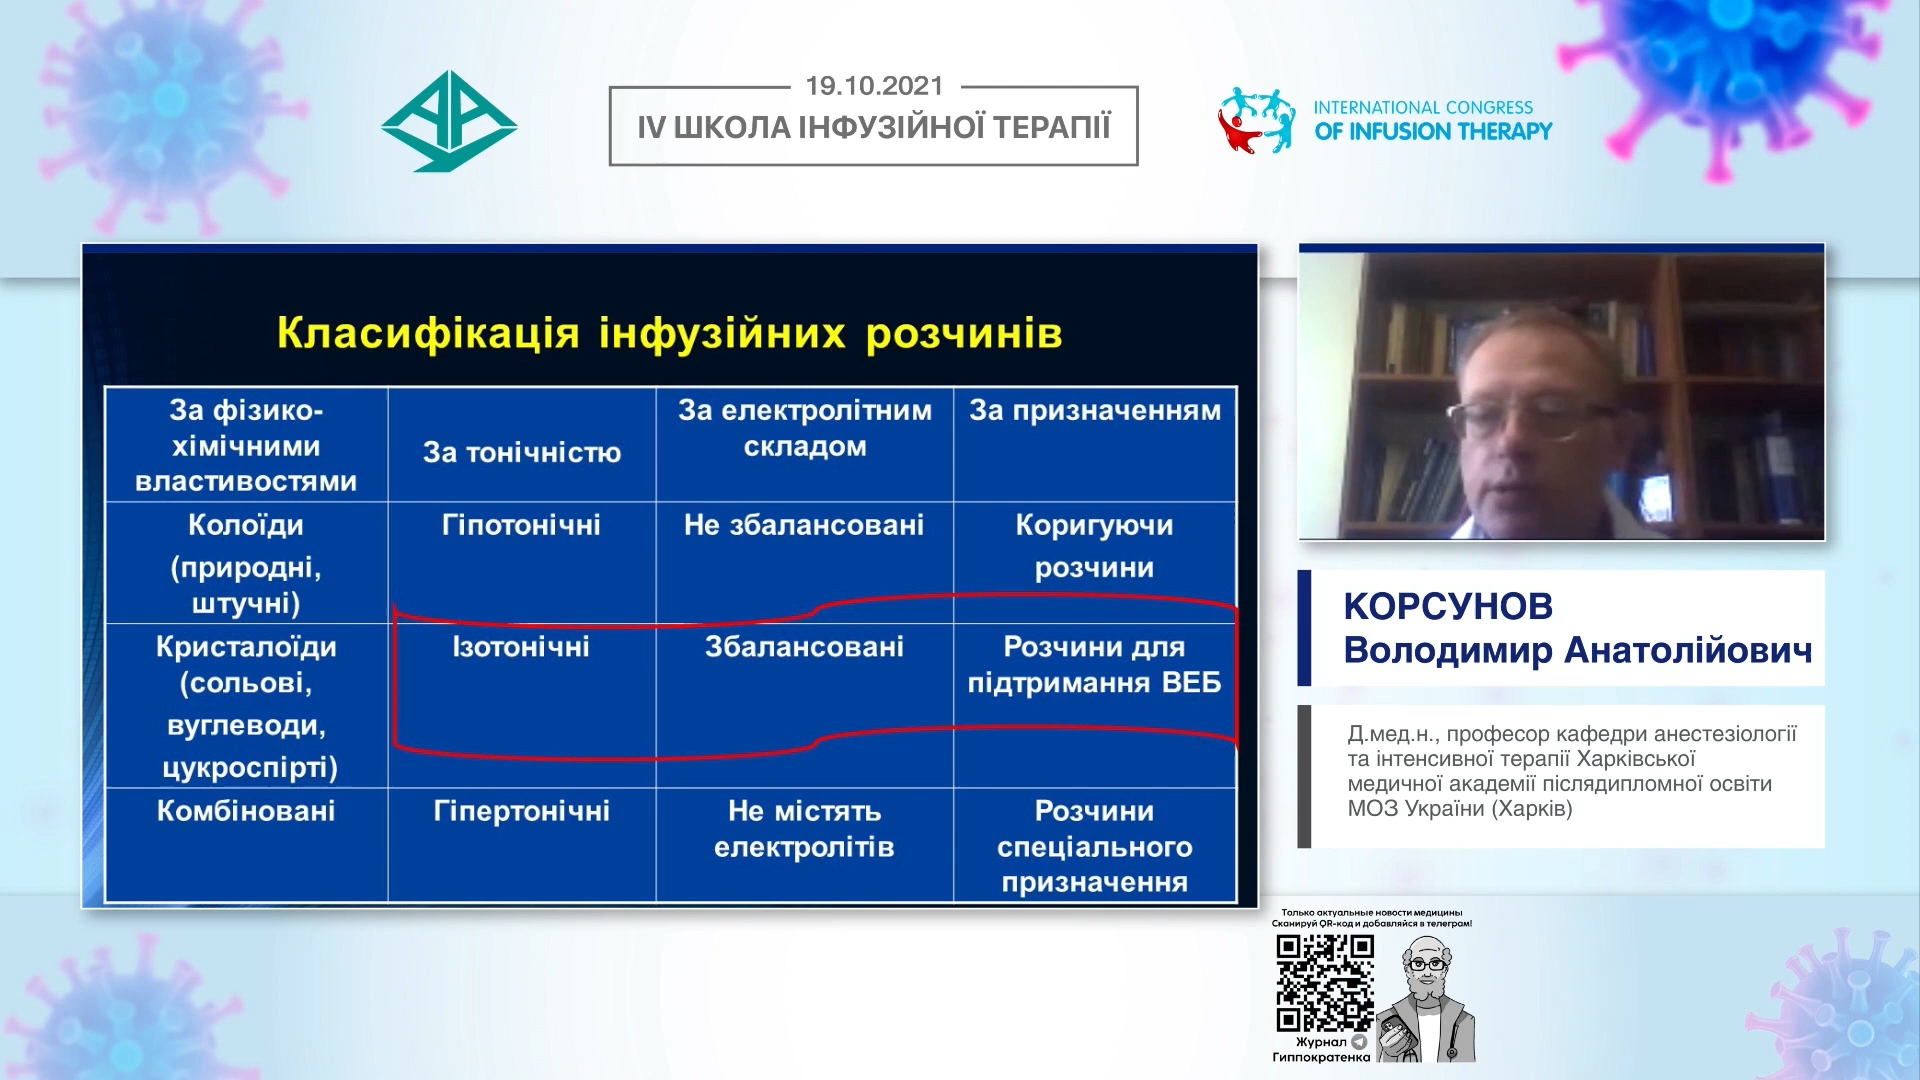 19.10.2021
IV ШКОЛА ІНФУЗІЙНОЇ ТЕРАПІЇ
INTERNATIONAL CONGRESS
OF INFUSION THERAPY
Класифікація інфузійних розчинів
За фізико-
хімічними
властивостями
За тонічністю
За електролітним
складом
За призначенням
Колоїди
(природні,
штучні)
Гіпотонічні
Не збалансовані
Коригуючи
розчини
Кристалоїди
(сольові,
вуглеводи,
цукроспірті)
Ізотонічні
Збалансовані
Розчини для
підтримання ВЕБ
Комбіновані
Гіпертонічні
Не містять
електролітів
Розчини
спеціального
призначення
КОРСУНОВ
Володимир Анатолійович
Д.мед.н., професор кафедри анестезіології
та інтенсивної терапії Харківської
медичної академії післядипломної освіти
МОЗ України (Харків)
Только актуальные новости медицины
Сканируй QR-код и добавляйся в телеграм!
Журнал
Гиппократенка